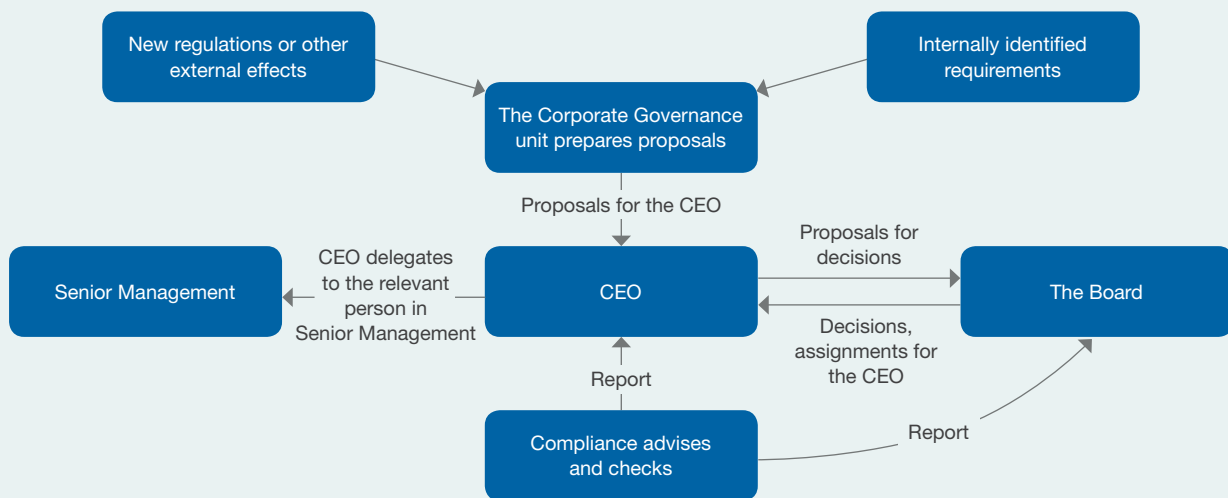 New regulations or other
external effects
Internally identified
requirements
The Corporate Governance
unit prepares proposals
Proposals for the CEO
Senior Management
CEO delegates
to the relevant
person in
Senior Management
CEO
Proposals for
decisions
The Board
Decisions,
assignments for
the CEO
Report
Compliance advises
and checks
Report